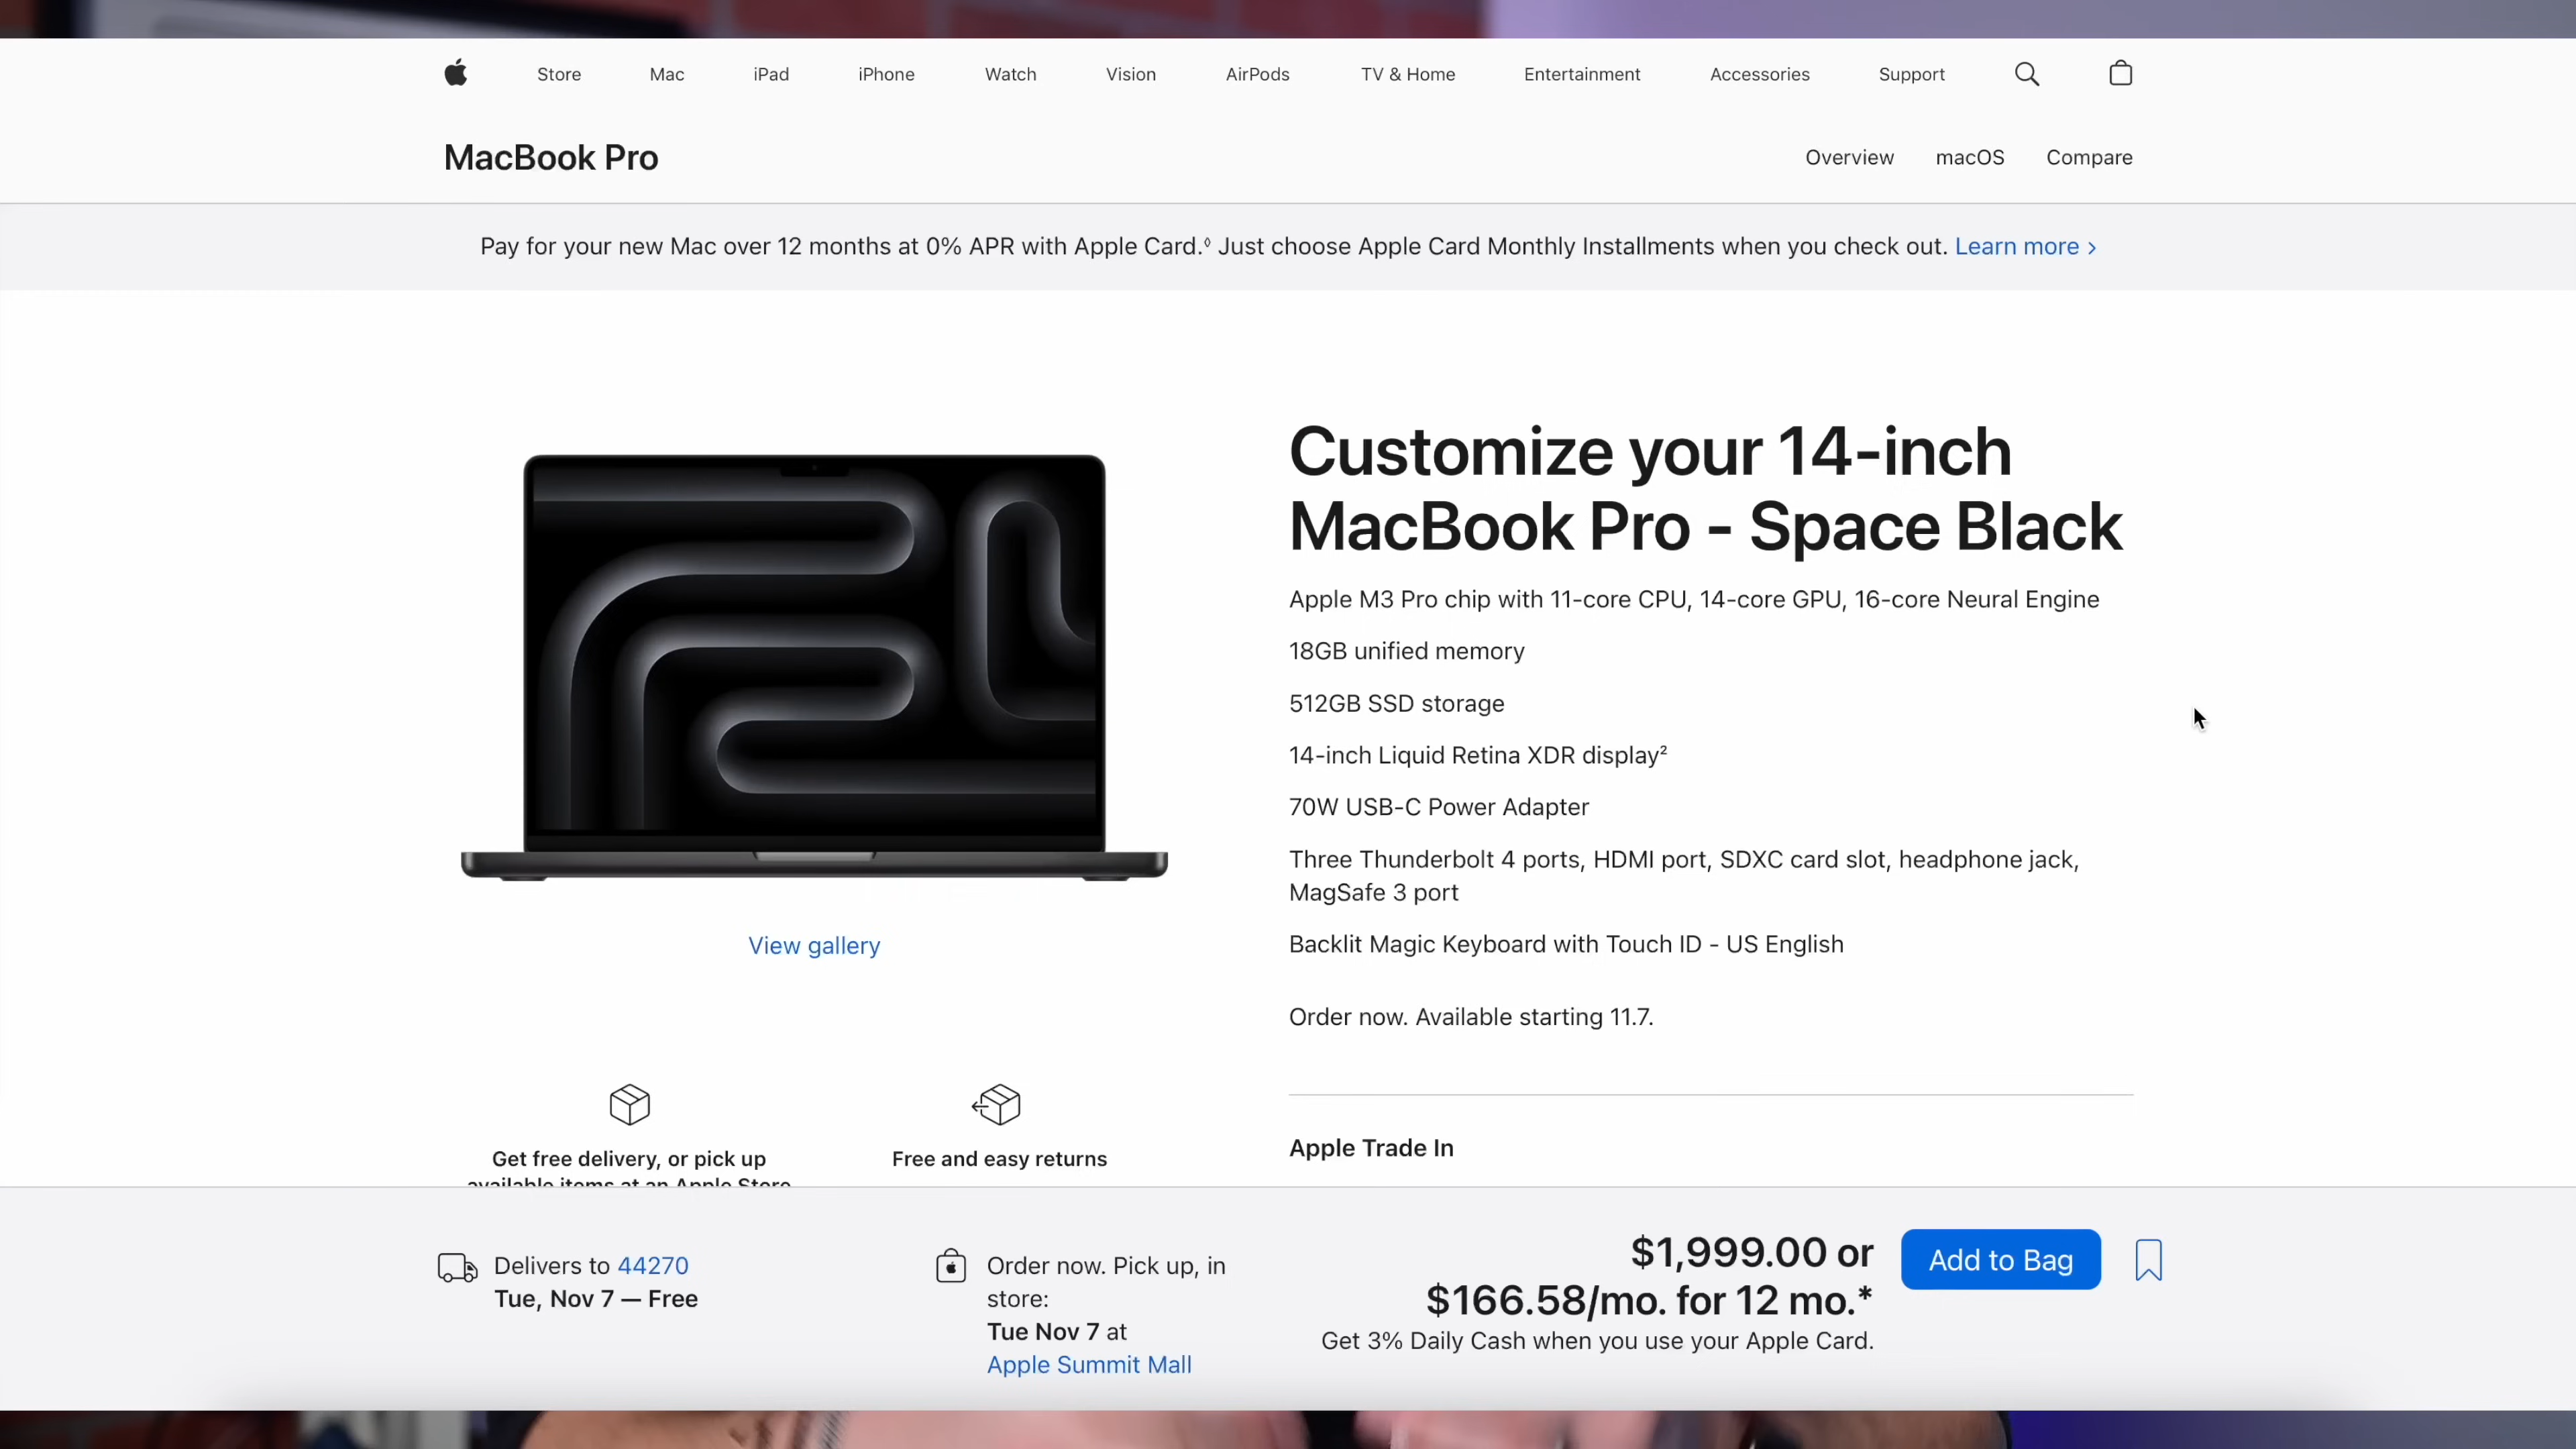 Store Mac iPad iPhone Watch Vision AirPods TV & Home Entertainment Accessories Support
MacBook Pro
Overview macOS Compare
Pay for your new Mac over 12 months at 0% APR with Apple Card.◊ Just choose Apple Card Monthly Installments when you check out. Learn more >
Customize your 14-inch
MacBook Pro - Space Black
Apple M3 Pro chip with 11-core CPU, 14-core GPU, 16-core Neural Engine
18GB unified memory
512GB SSD storage
14-inch Liquid Retina XDR display²
70W USB-C Power Adapter
Three Thunderbolt 4 ports, HDMI port, SDXC card slot, headphone jack,
MagSafe 3 port
Backlit Magic Keyboard with Touch ID - US English
Order now. Available starting 11.7.
View gallery
Get free delivery, or pick up
available items at an Apple Store
Free and easy returns
Apple Trade In
Delivers to 44270
Tue, Nov 7 — Free
Order now. Pick up, in
store:
Tue Nov 7 at
Apple Summit Mall
$1,999.00 or
$166.58/mo. for 12 mo.*
Get 3% Daily Cash when you use your Apple Card.
Add to Bag